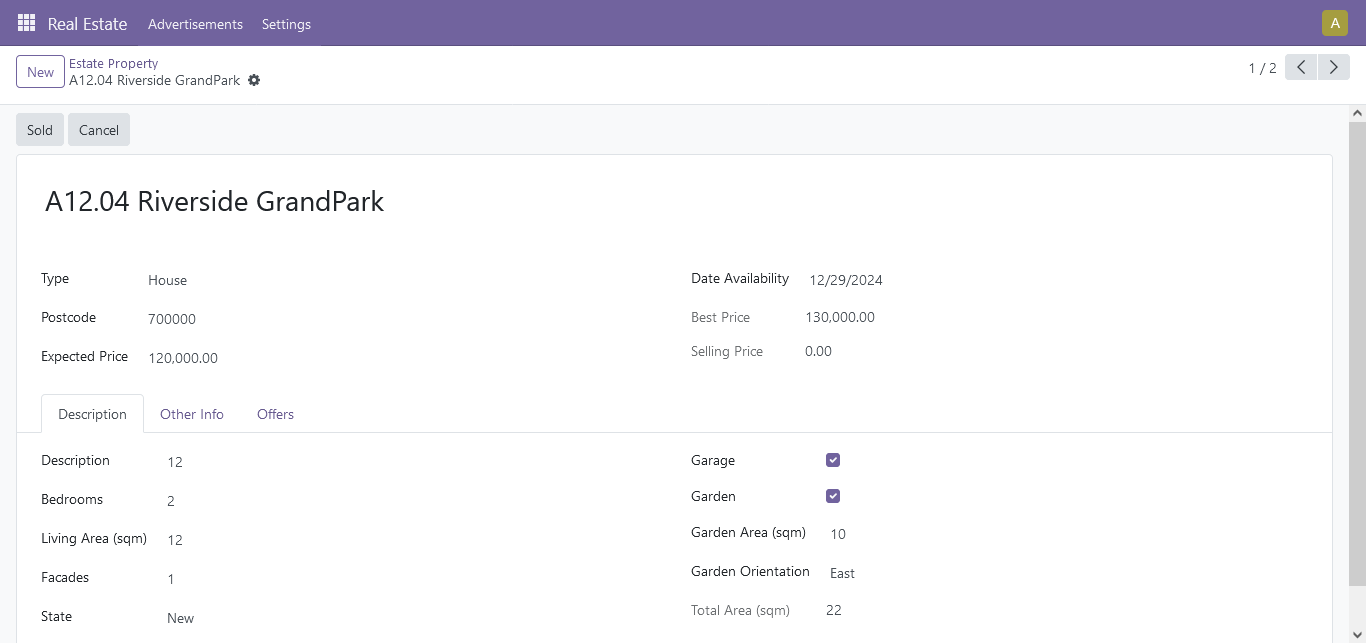 Real Estate Advertisements Settings A
New Estate Property
A12.04 Riverside GrandPark
1 / 2
Sold Cancel
A12.04 Riverside GrandPark
Type House
Postcode 700000
Expected Price 120,000.00
Date Availability 12/29/2024
Best Price 130,000.00
Selling Price 0.00
Description Other Info Offers
Description 12
Bedrooms 2
Living Area (sqm) 12
Facades 1
State New
Garage
Garden
Garden Area (sqm) 10
Garden Orientation East
Total Area (sqm) 22